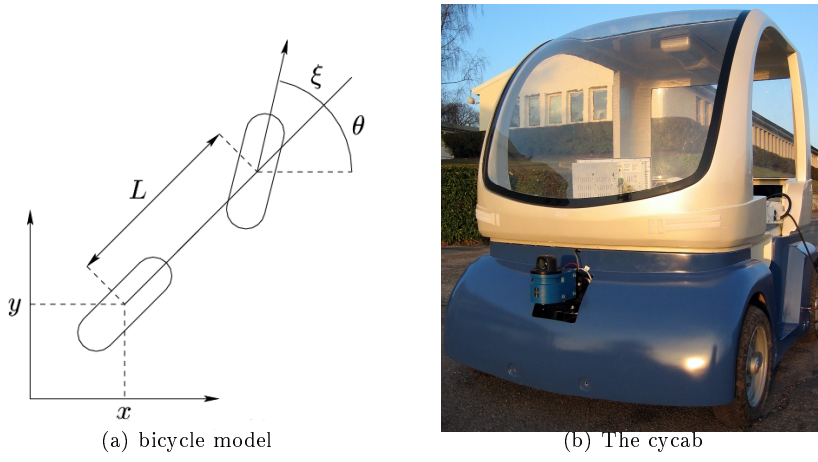 ξ
θ
L
y
x
(a) bicycle model
(b) The cycab